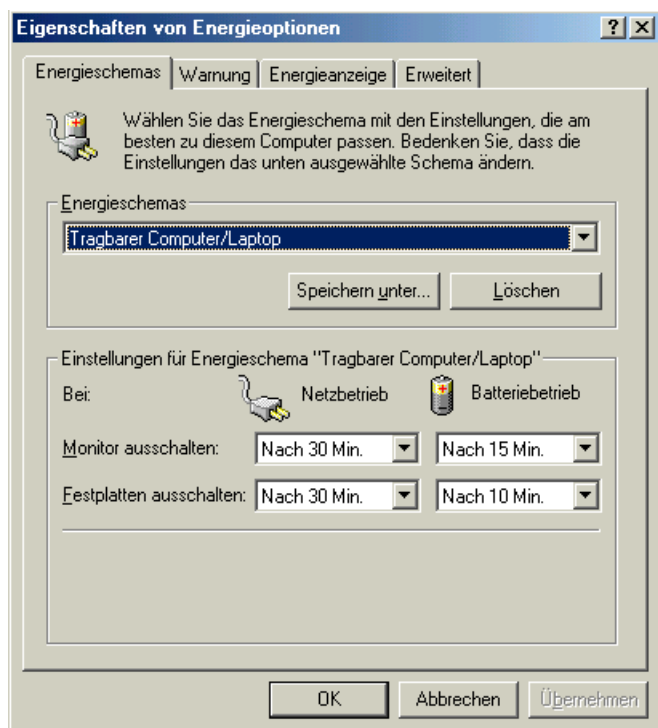 Eigenschaften von Energieoptionen
Energieschemas Warnung Energieanzeige Erweitert
Wählen Sie das Energieschema mit den Einstellungen, die am
besten zu diesem Computer passen. Bedenken Sie, dass die
Einstellungen das unten ausgewählte Schema ändern.
Energieschemas
Tragbarer Computer/Laptop
Speichern unter... Löschen
Einstellungen für Energieschema "Tragbarer Computer/Laptop"
Bei: Netzbetrieb Batteriebetrieb
Monitor ausschalten: Nach 30 Min. Nach 15 Min.
Festplatten ausschalten: Nach 30 Min. Nach 10 Min.
OK Abbrechen Übernehmen